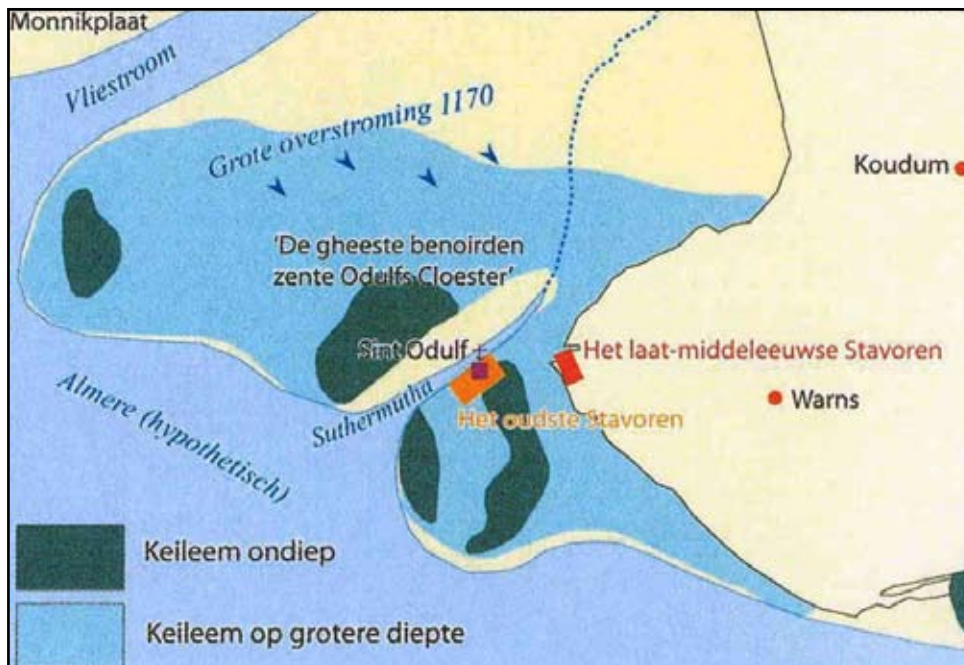 Monnikplaat
Vliestroom
Grote overstroming 1170
Koudum
'De gheeste benoirden
zente Odulfs Cloester'
Sint Odulf
Het laat-middeleeuwse Stavoren
Suthermutha
Warns
Het oudste Stavoren
Almere (hypothetisch)
Keileem ondiep
Keileem op grotere diepte